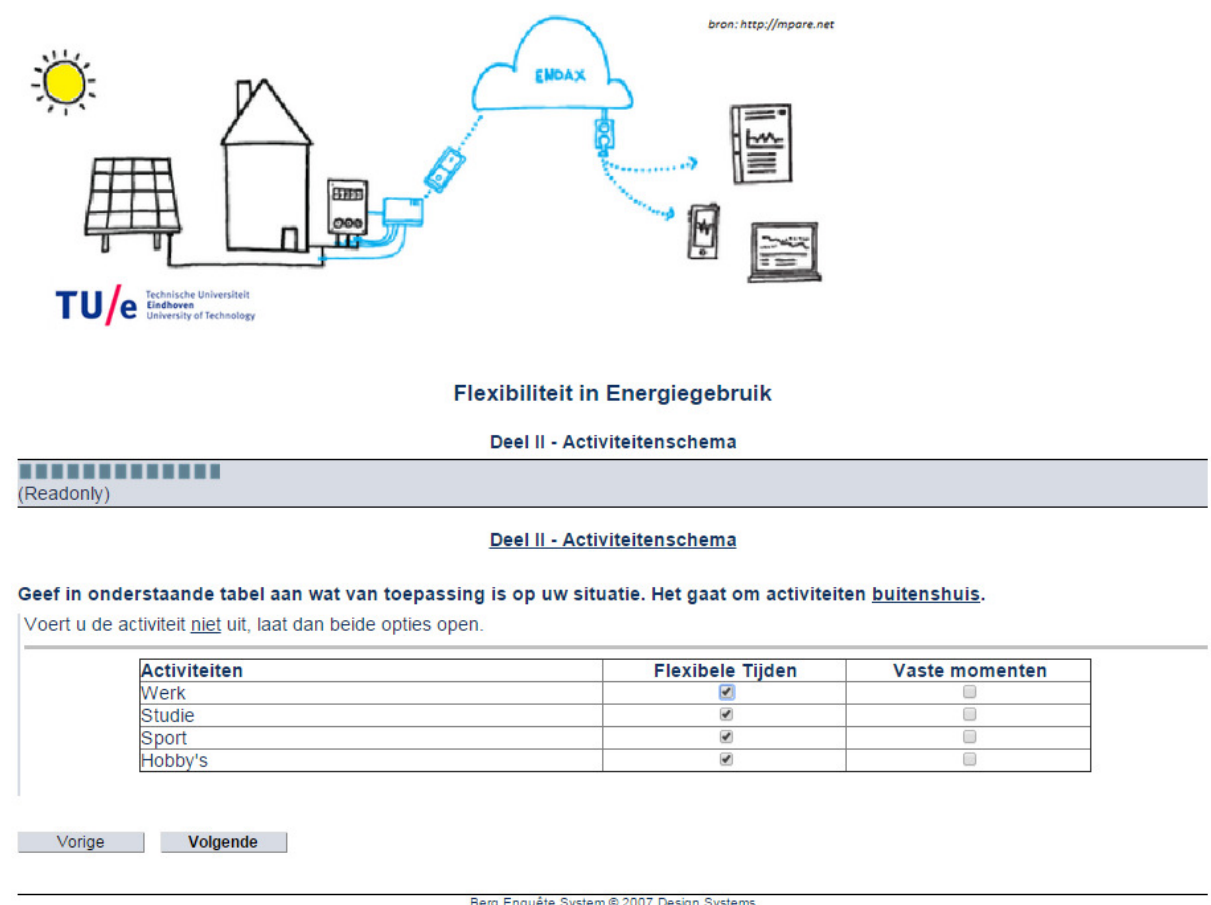 bron: http://mpare.net
ENDAX
TU/e Technische Universiteit
Eindhoven
University of Technology
Flexibiliteit in Energiegebruik
Deel II - Activiteitenschema
(Readonly)
Deel II - Activiteitenschema
Geef in onderstaande tabel aan wat van toepassing is op uw situatie. Het gaat om activiteiten buitenshuis.
Voert u de activiteit niet uit, laat dan beide opties open.
Activiteiten Flexibele Tijden Vaste momenten
Werk
Studie
Sport
Hobby's
Vorige Volgende
Berg Enquête System © 2007 Design Systems